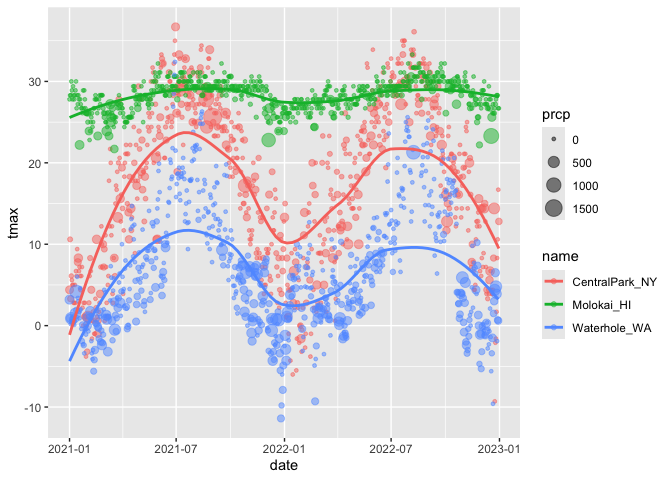 tmax
30
20
10
0
-10
2021-01
2021-07
2022-01
2022-07
2023-01
date
prcp
0
500
1000
1500
name
CentralPark_NY
Molokai_HI
Waterhole_WA